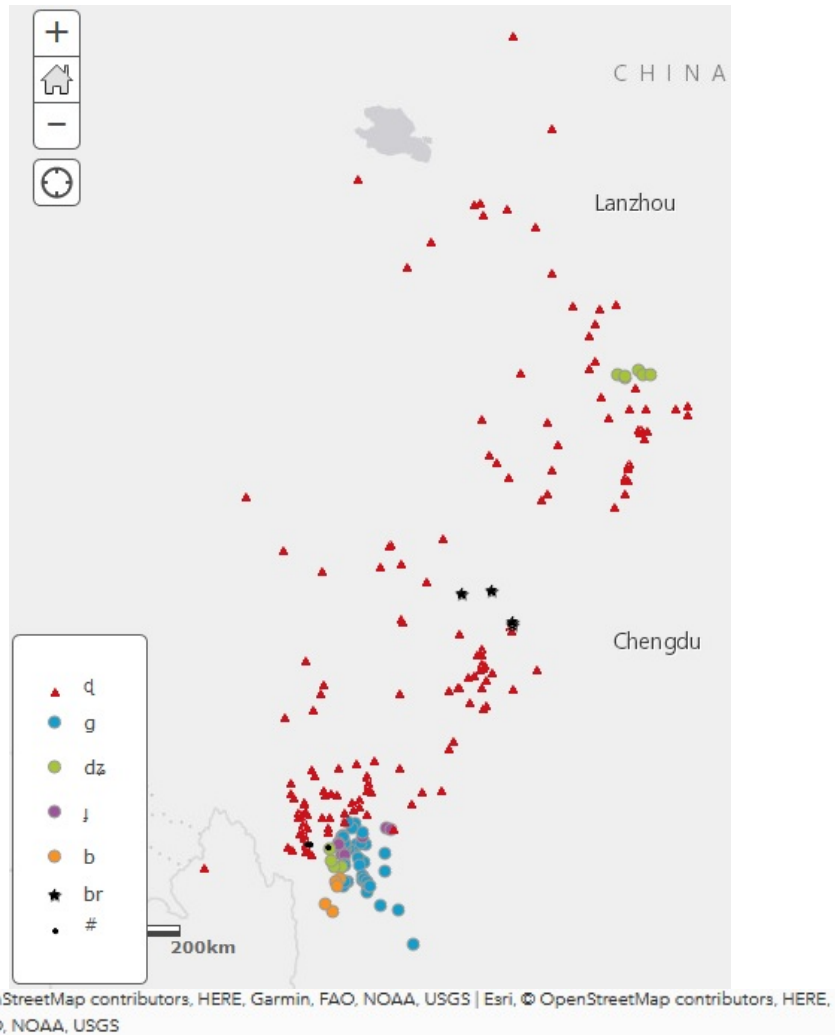 +
CHINA
−
Lanzhou
Chengdu
ɖ
g
dʑ
ɟ
b
br
#
200km
StreetMap contributors, HERE, Garmin, FAO, NOAA, USGS | Esri, © OpenStreetMap contributors, HERE,
, NOAA, USGS